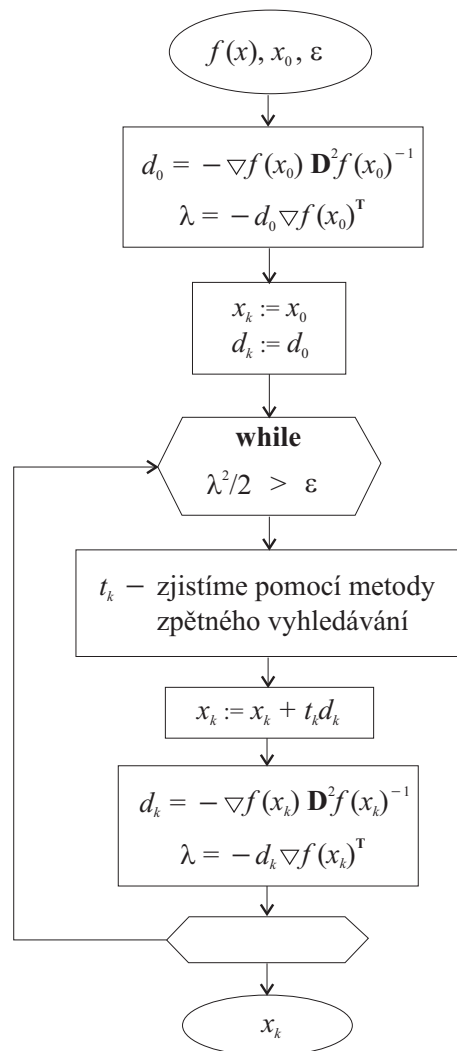 f(x), x₀, ε
d₀ = − ▽f(x₀) D²f(x₀)⁻¹
λ = −d₀▽f(x₀)ᵀ
xₖ := x₀
dₖ := d₀
while
λ²/2 > ε
tₖ − zjistíme pomocí metody
zpětného vyhledávání
xₖ := xₖ + tₖdₖ
dₖ = − ▽f(xₖ) D²f(xₖ)⁻¹
λ = −dₖ▽f(xₖ)ᵀ
xₖ